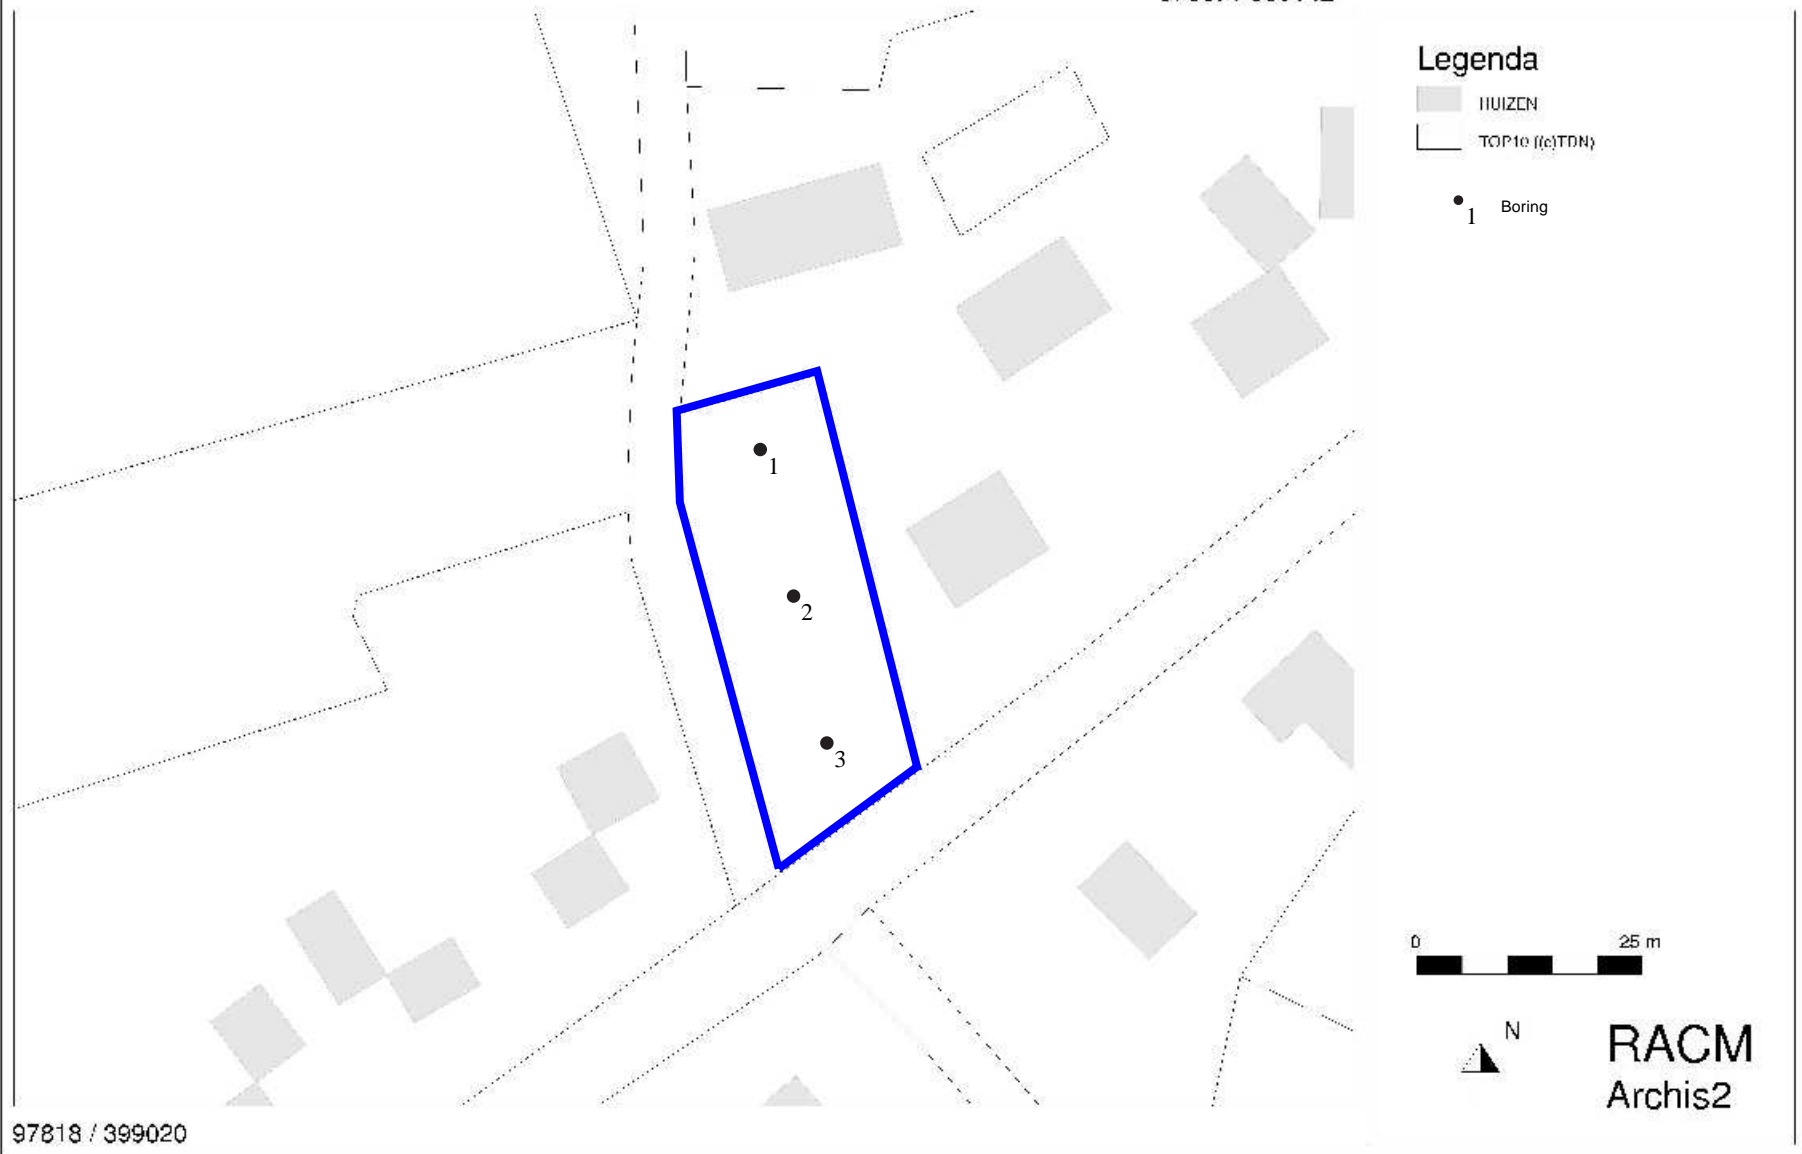 Legenda
HUIZEN
TOP10 ((c)TDN)
1 Boring
1
2
3
0 25 m
N
RACM
Archis2
97818 / 399020